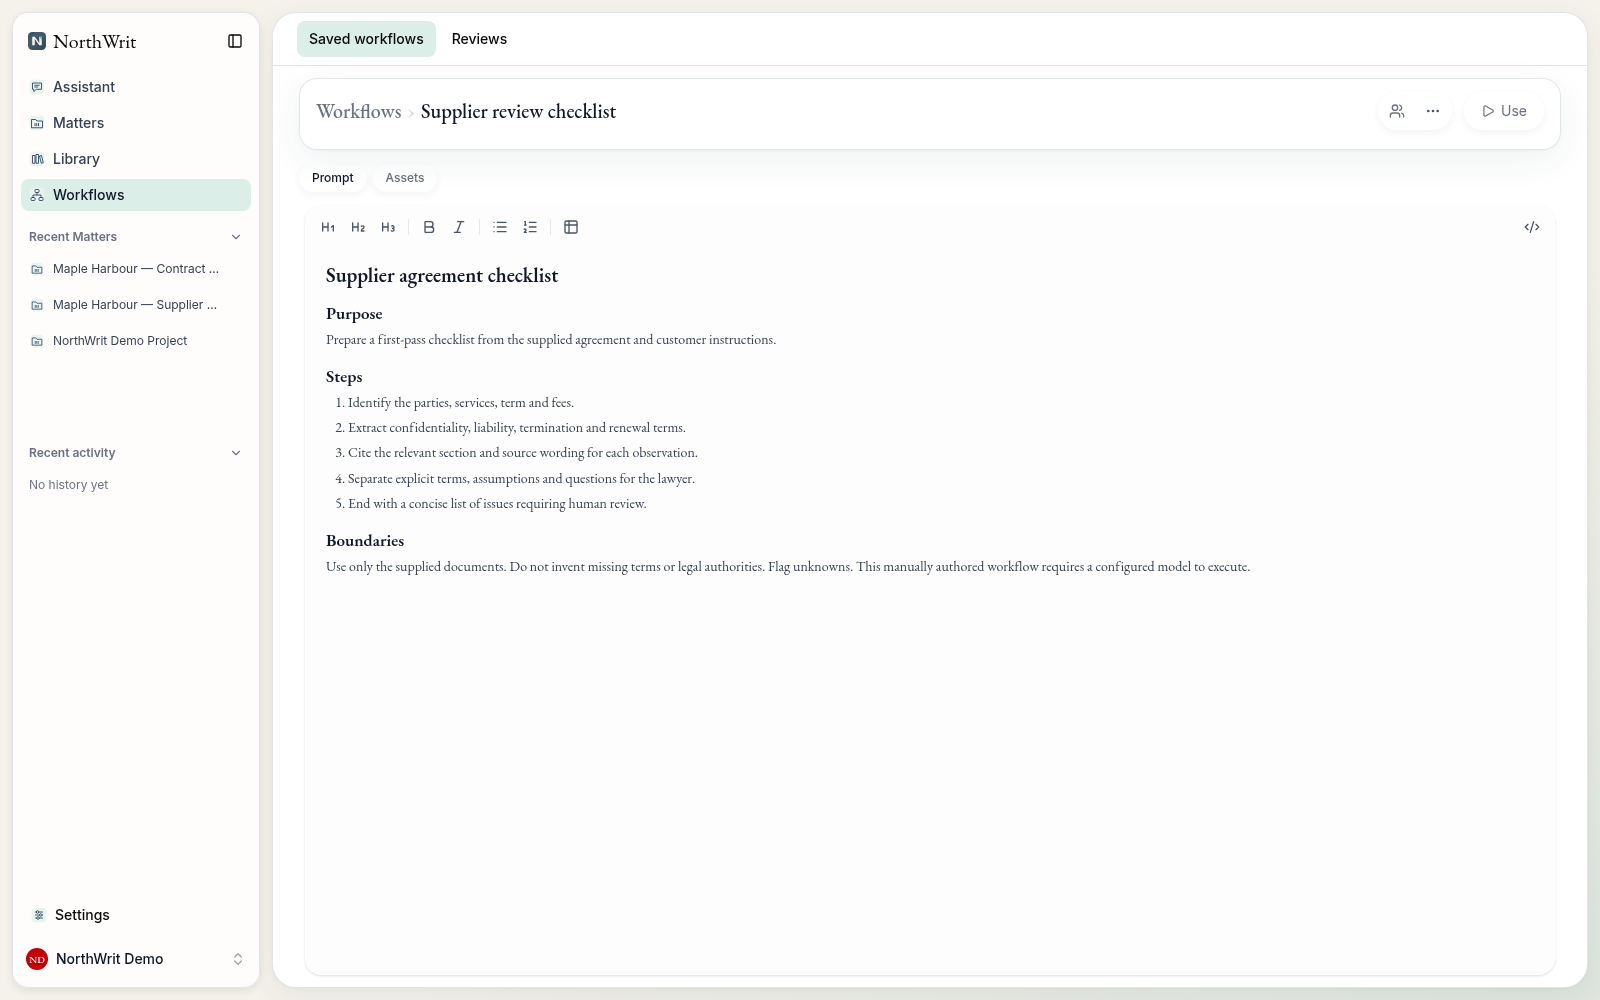 NorthWrit
Assistant
Matters
Library
Workflows
Recent Matters
Maple Harbour — Contract ...
Maple Harbour — Supplier ...
NorthWrit Demo Project
Recent activity
No history yet
Settings
ND NorthWrit Demo
Saved workflows Reviews
Workflows › Supplier review checklist
Use
Prompt Assets
H1 H2 H3 B I
Supplier agreement checklist
Purpose
Prepare a first-pass checklist from the supplied agreement and customer instructions.
Steps
1. Identify the parties, services, term and fees.
2. Extract confidentiality, liability, termination and renewal terms.
3. Cite the relevant section and source wording for each observation.
4. Separate explicit terms, assumptions and questions for the lawyer.
5. End with a concise list of issues requiring human review.
Boundaries
Use only the supplied documents. Do not invent missing terms or legal authorities. Flag unknowns. This manually authored workflow requires a configured model to execute.